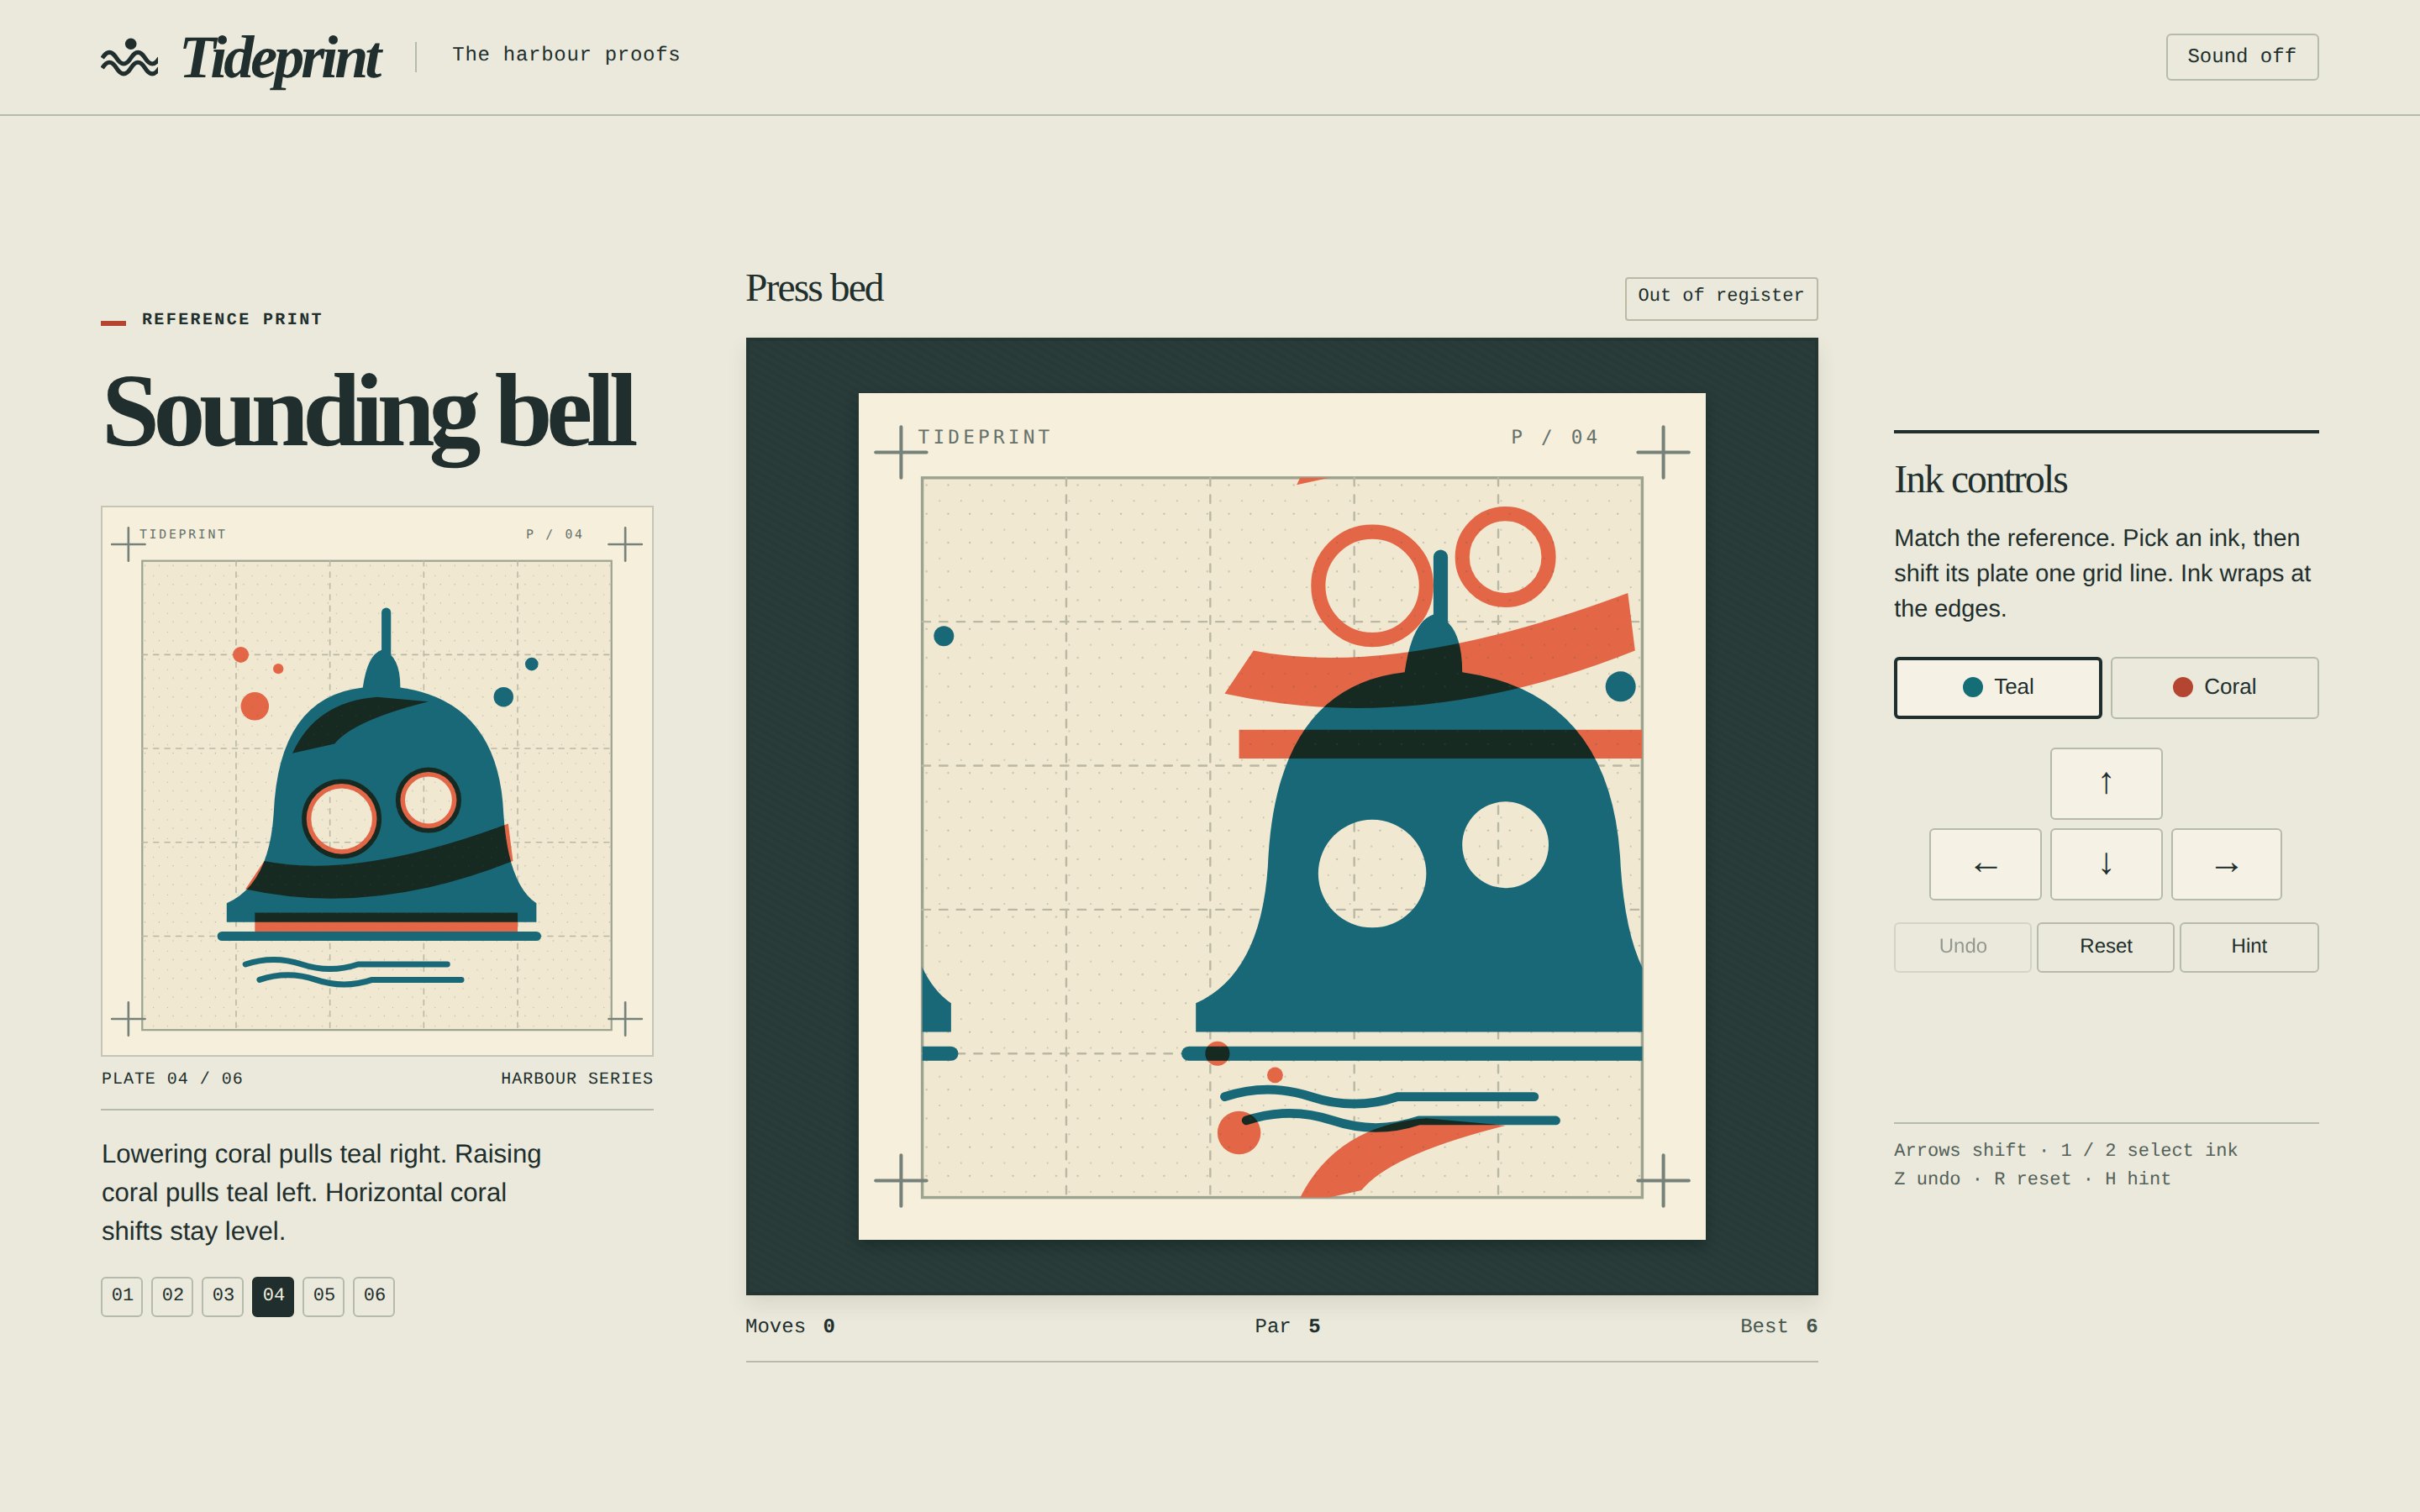 Tideprint
The harbour proofs
Sound off
REFERENCE PRINT
Sounding bell
TIDEPRINT
P / 04
PLATE 04 / 06
HARBOUR SERIES
Lowering coral pulls teal right. Raising
coral pulls teal left. Horizontal coral
shifts stay level.
01 02 03 04 05 06
Press bed
Out of register
TIDEPRINT
P / 04
Moves 0
Par 5
Best 6
Ink controls
Match the reference. Pick an ink, then
shift its plate one grid line. Ink wraps at
the edges.
Teal
Coral
↑
← ↓ →
Undo
Reset
Hint
Arrows shift · 1 / 2 select ink
Z undo · R reset · H hint